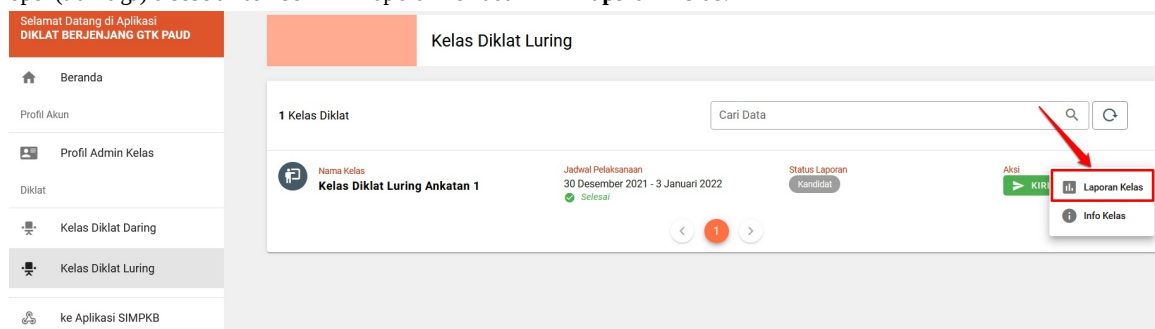 Selamat Datang di Aplikasi
DIKLAT BERJENJANG GTK PAUD
Beranda
Profil Akun
Profil Admin Kelas
Diklat
Kelas Diklat Daring
Kelas Diklat Luring
ke Aplikasi SIMPKB
Kelas Diklat Luring
1 Kelas Diklat
Cari Data
Nama Kelas
Kelas Diklat Luring Angkatan 1
Jadwal Pelaksanaan
30 Desember 2021 - 3 Januari 2022
Selesai
Status Laporan
Kandidat
Aksi
KIRI
Laporan Kelas
Info Kelas
1